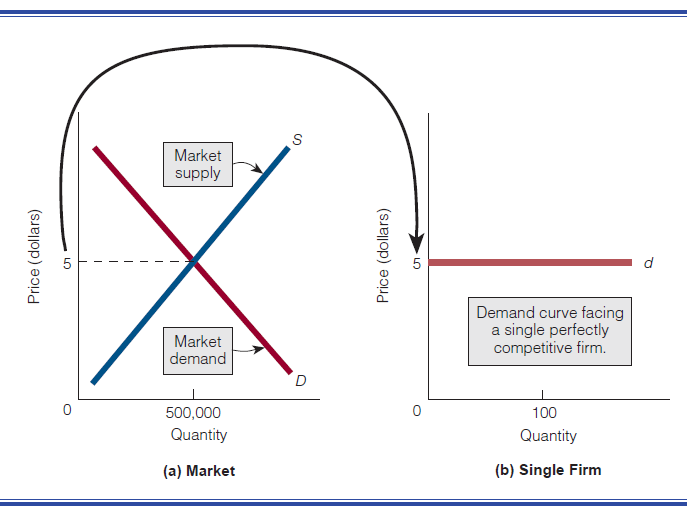 S
Market
supply
Price (dollars)
5
Market
demand
D
0
500,000
Quantity
(a) Market
Price (dollars)
5
d
Demand curve facing
a single perfectly
competitive firm.
0
100
Quantity
(b) Single Firm